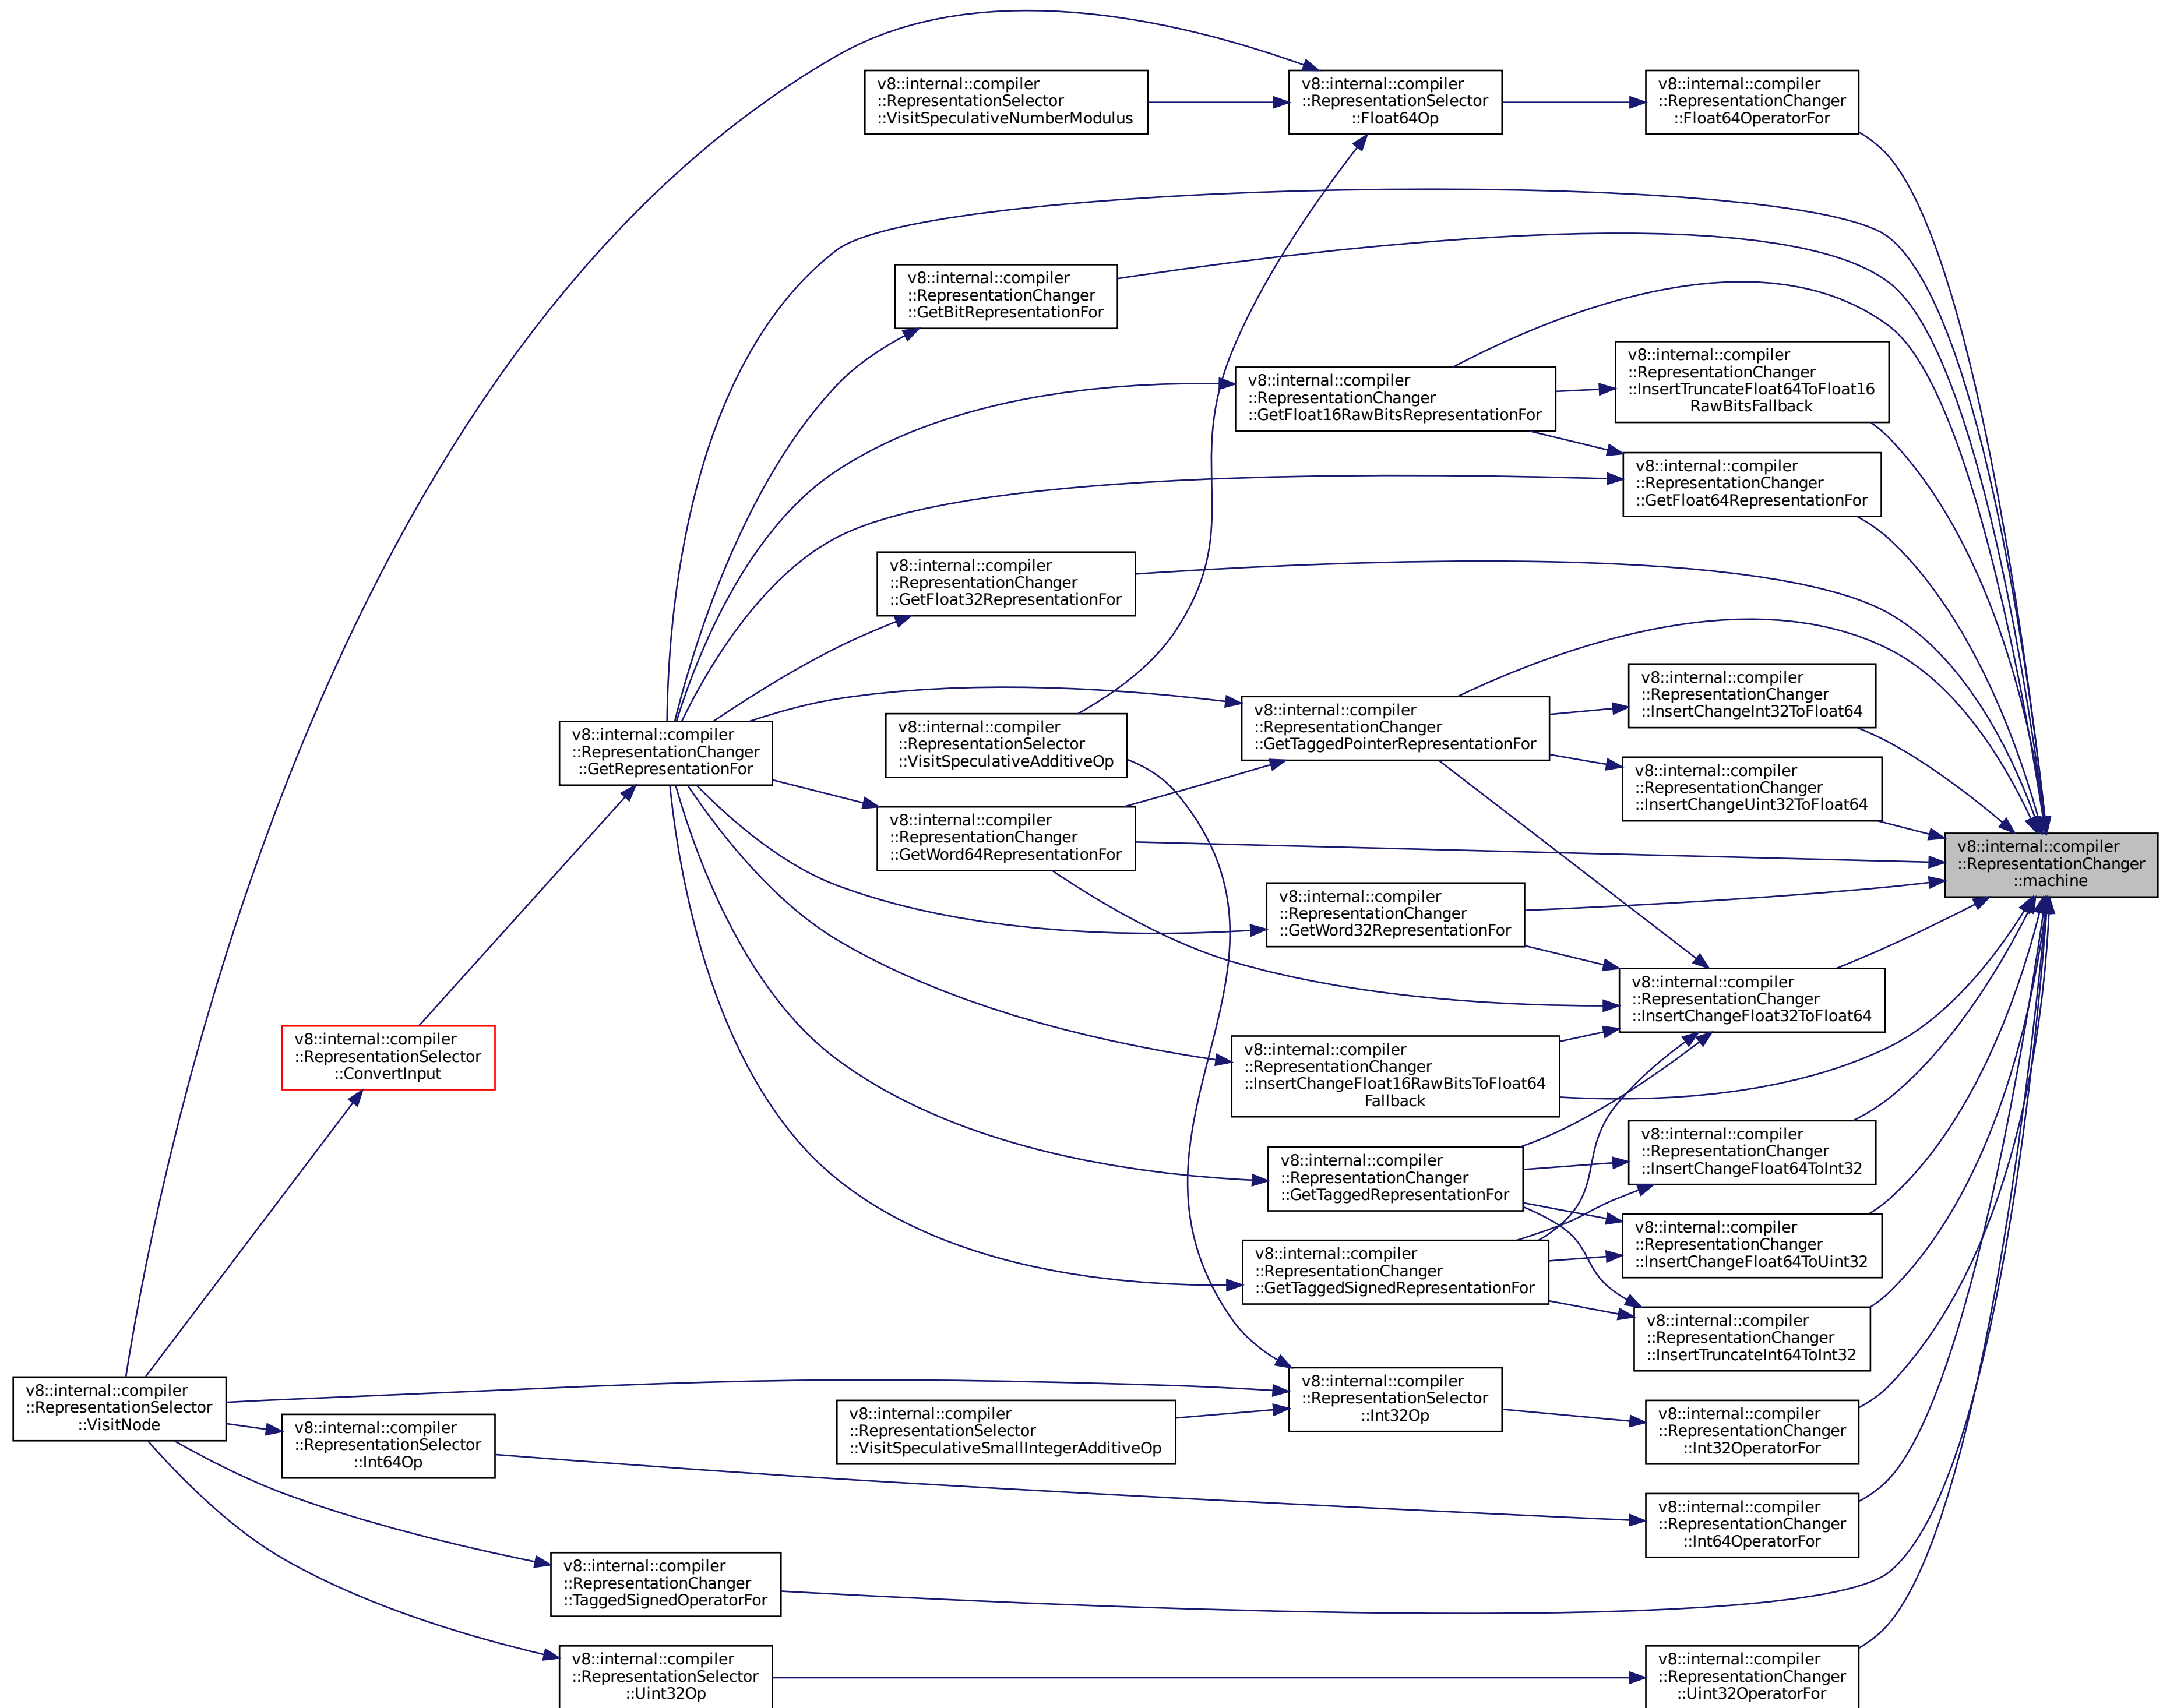 v8::internal::compiler
::RepresentationSelector
::VisitSpeculativeNumberModulus
v8::internal::compiler
::RepresentationSelector
::Float64Op
v8::internal::compiler
::RepresentationChanger
::Float64OperatorFor
v8::internal::compiler
::RepresentationChanger
::GetBitRepresentationFor
v8::internal::compiler
::RepresentationChanger
::InsertTruncateFloat64ToFloat16
RawBitsFallback
v8::internal::compiler
::RepresentationChanger
::GetFloat16RawBitsRepresentationFor
v8::internal::compiler
::RepresentationChanger
::GetFloat64RepresentationFor
v8::internal::compiler
::RepresentationChanger
::GetFloat32RepresentationFor
v8::internal::compiler
::RepresentationChanger
::InsertChangeInt32ToFloat64
v8::internal::compiler
::RepresentationChanger
::GetTaggedPointerRepresentationFor
v8::internal::compiler
::RepresentationSelector
::VisitSpeculativeAdditiveOp
v8::internal::compiler
::RepresentationChanger
::GetRepresentationFor
v8::internal::compiler
::RepresentationChanger
::InsertChangeUint32ToFloat64
v8::internal::compiler
::RepresentationChanger
::GetWord64RepresentationFor
v8::internal::compiler
::RepresentationChanger
::machine
v8::internal::compiler
::RepresentationChanger
::GetWord32RepresentationFor
v8::internal::compiler
::RepresentationChanger
::InsertChangeFloat32ToFloat64
v8::internal::compiler
::RepresentationSelector
::ConvertInput
v8::internal::compiler
::RepresentationChanger
::InsertChangeFloat16RawBitsToFloat64
Fallback
v8::internal::compiler
::RepresentationChanger
::InsertChangeFloat64ToInt32
v8::internal::compiler
::RepresentationChanger
::GetTaggedRepresentationFor
v8::internal::compiler
::RepresentationChanger
::InsertChangeFloat64ToUint32
v8::internal::compiler
::RepresentationChanger
::GetTaggedSignedRepresentationFor
v8::internal::compiler
::RepresentationChanger
::InsertTruncateInt64ToInt32
v8::internal::compiler
::RepresentationSelector
::VisitNode
v8::internal::compiler
::RepresentationSelector
::Int32Op
v8::internal::compiler
::RepresentationSelector
::VisitSpeculativeSmallIntegerAdditiveOp
v8::internal::compiler
::RepresentationChanger
::Int32OperatorFor
v8::internal::compiler
::RepresentationSelector
::Int64Op
v8::internal::compiler
::RepresentationChanger
::Int64OperatorFor
v8::internal::compiler
::RepresentationChanger
::TaggedSignedOperatorFor
v8::internal::compiler
::RepresentationSelector
::Uint32Op
v8::internal::compiler
::RepresentationChanger
::Uint32OperatorFor